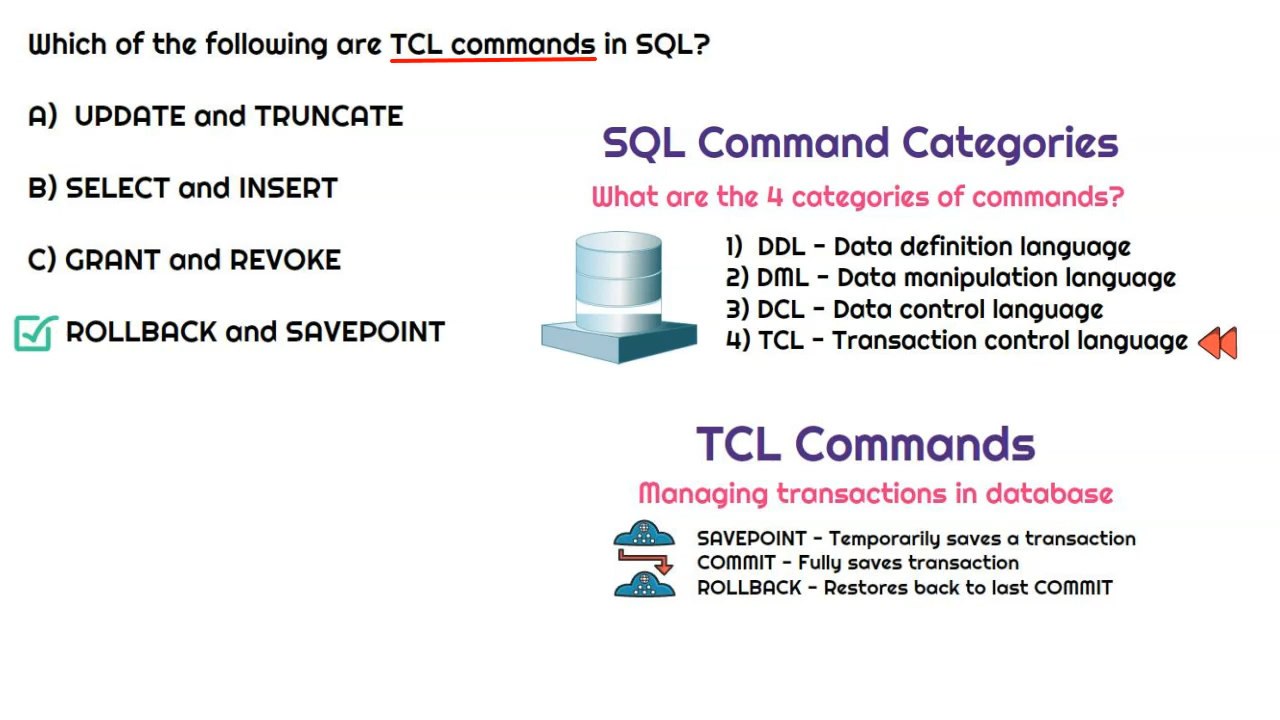 Which of the following are TCL commands in SQL?
A) UPDATE and TRUNCATE
B) SELECT and INSERT
C) GRANT and REVOKE
ROLLBACK and SAVEPOINT
SQL Command Categories
What are the 4 categories of commands?
1) DDL - Data definition language
2) DML - Data manipulation language
3) DCL - Data control language
4) TCL - Transaction control language
TCL Commands
Managing transactions in database
SAVEPOINT - Temporarily saves a transaction
COMMIT - Fully saves transaction
ROLLBACK - Restores back to last COMMIT